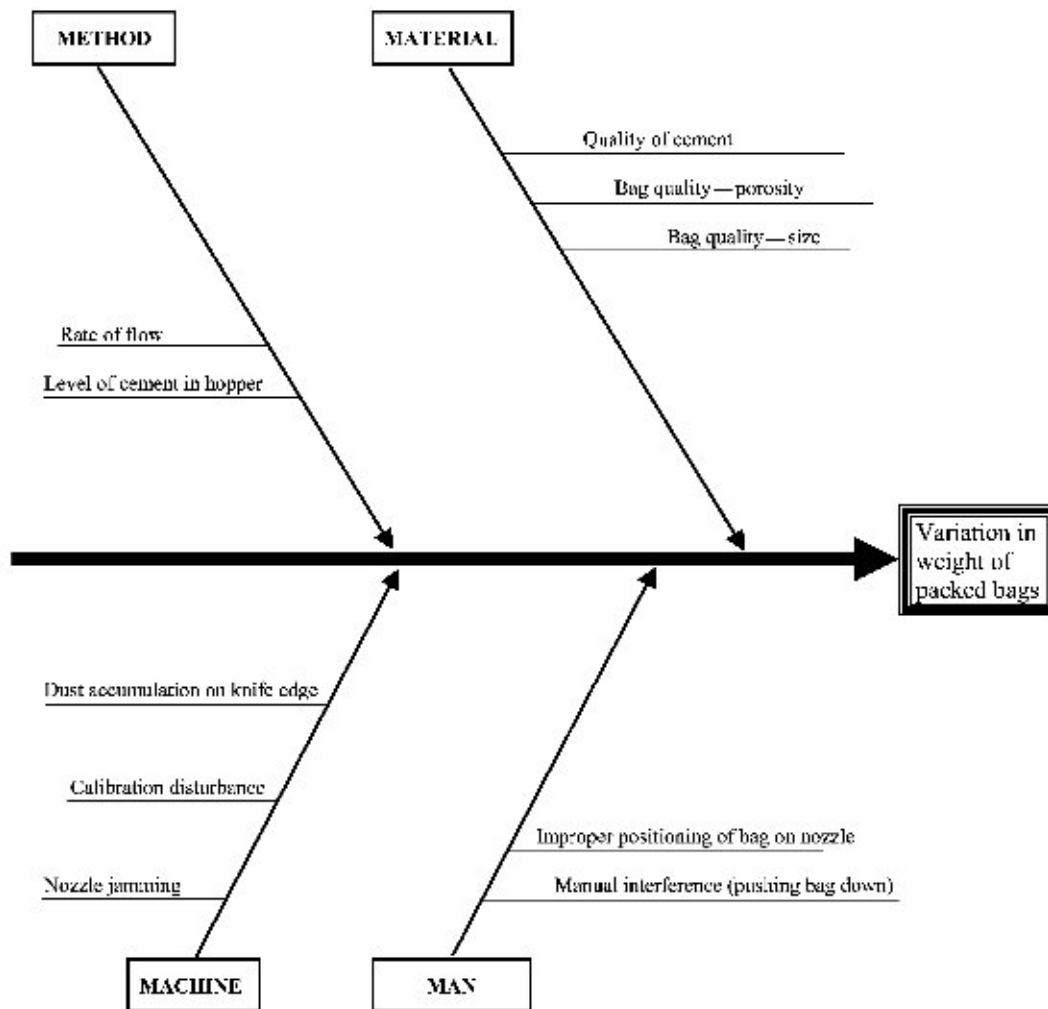 METHOD
MATERIAL
Quality of cement
Bag quality—porosity
Bag quality—size
Rate of flow
Level of cement in hopper
Variation in
weight of
packed bags
Dust accumulation on knife edge
Calibration disturbance
Improper positioning of bag on nozzle
Nozzle jamming
Manual interference (pushing bag down)
MACHINE
MAN